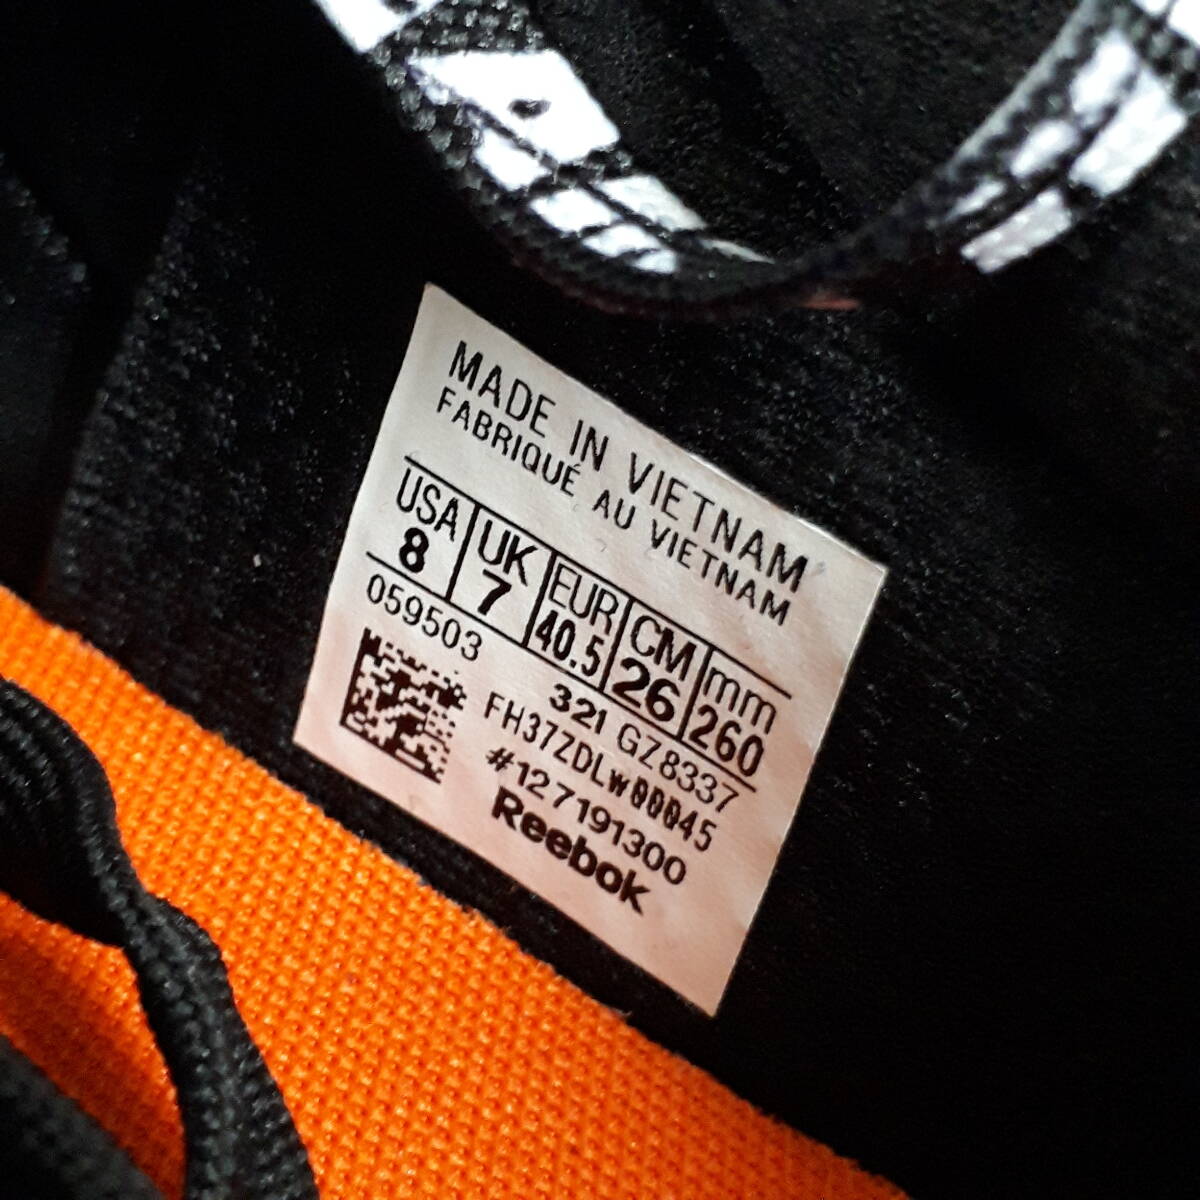 MADE IN VIETNAM
FABRIQUÉ AU VIETNAM
USA UK EUR CM mm
8 7 40.5 26 260
059503 321 GZ8337
FH37ZDLW00045
#127191300
Reebok